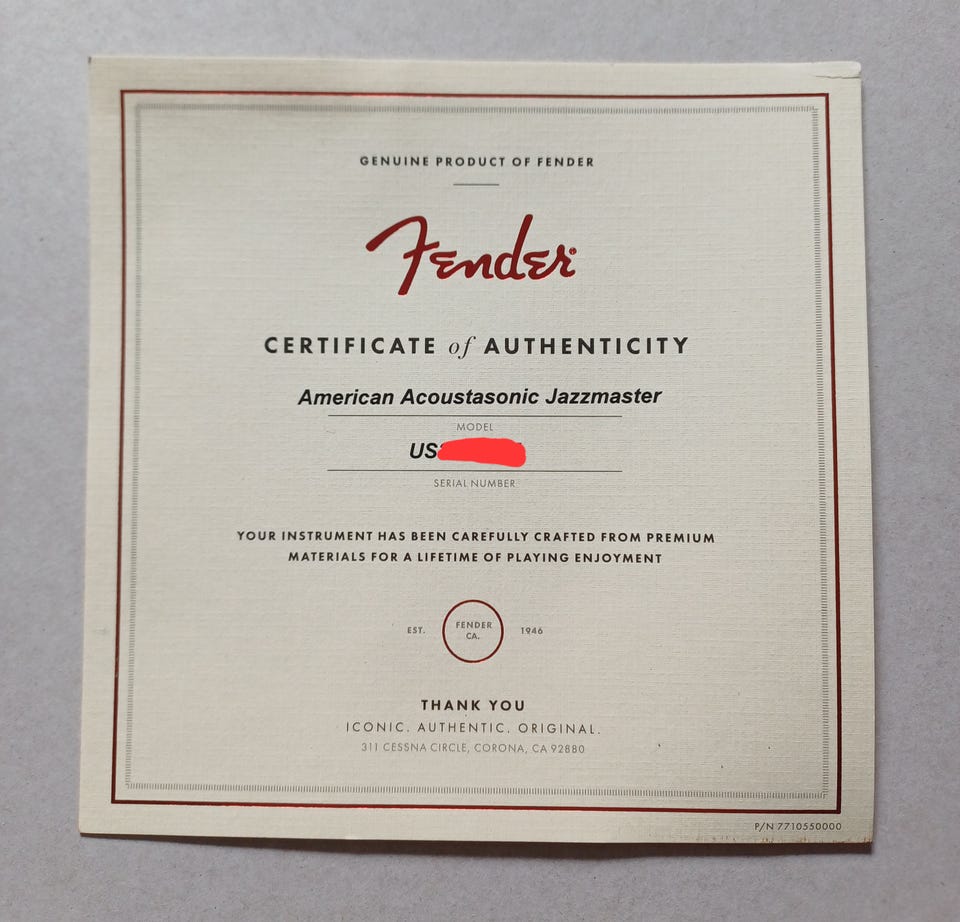 GENUINE PRODUCT OF FENDER
Fender®
CERTIFICATE of AUTHENTICITY
American Acoustasonic Jazzmaster
MODEL
US
SERIAL NUMBER
YOUR INSTRUMENT HAS BEEN CAREFULLY CRAFTED FROM PREMIUM
MATERIALS FOR A LIFETIME OF PLAYING ENJOYMENT
EST. FENDER CA. 1946
THANK YOU
ICONIC. AUTHENTIC. ORIGINAL.
311 CESSNA CIRCLE, CORONA, CA 92880
P/N 7710550000